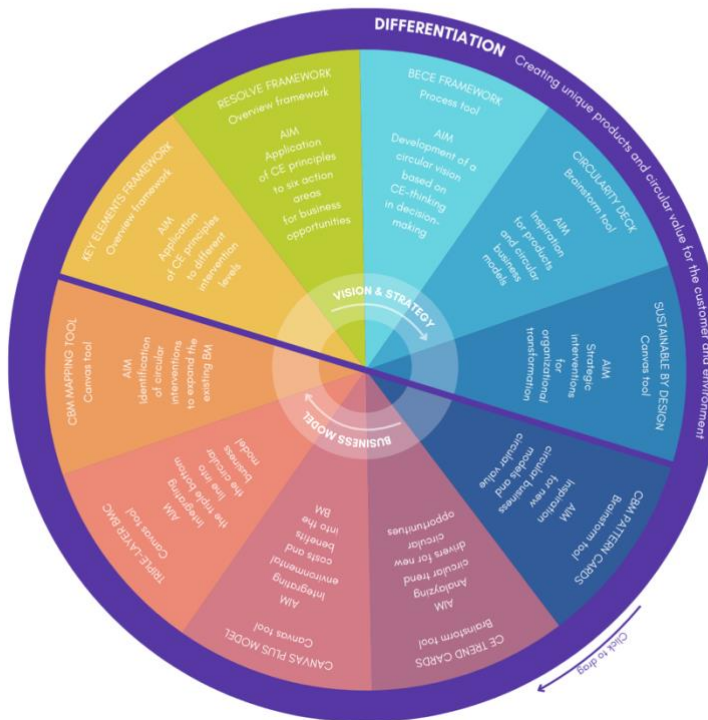 DIFFERENTIATION Creating unique products and circular value for the customer and environment
RESOLVE FRAMEWORK
Overview framework
AIM
Application
of CE principles
to six action
areas
for business
opportunities
BECE FRAMEWORK
Process tool
AIM
Development of a
circular vision
based on
CE-thinking
in decision-
making
CIRCULARITY DECK
Brainstorm tool
AIM
Inspiration
for products
and circular
business
models
SUSTAINABLE BY DESIGN
Canvas tool
AIM
Strategic
interventions
for
organizational
transformation
CBM PATTERN CARDS
Brainstorm tool
AIM
Inspiration
for new
circular business
models and
circular value
CE TREND CARDS
Brainstorm tool
AIM
Analayzing
circular trend
drivers for new
circular
opportunities
CANVAS PLUS MODEL
Canvas tool
AIM
Integrating
environmental
costs and
benefits
into the
BM
TRIPLE-LAYER BMC
Canvas tool
AIM
Integrating
the triple bottom
line into
the circular
business
model
CBM MAPPING TOOL
Canvas tool
AIM
Identification
of circular
interventions
to expand the
existing BM
KEY ELEMENTS FRAMEWORK
Overview framework
AIM
Application
of CE principles
to different
intervention
levels
VISION & STRATEGY
BUSINESS MODEL
Click to drag